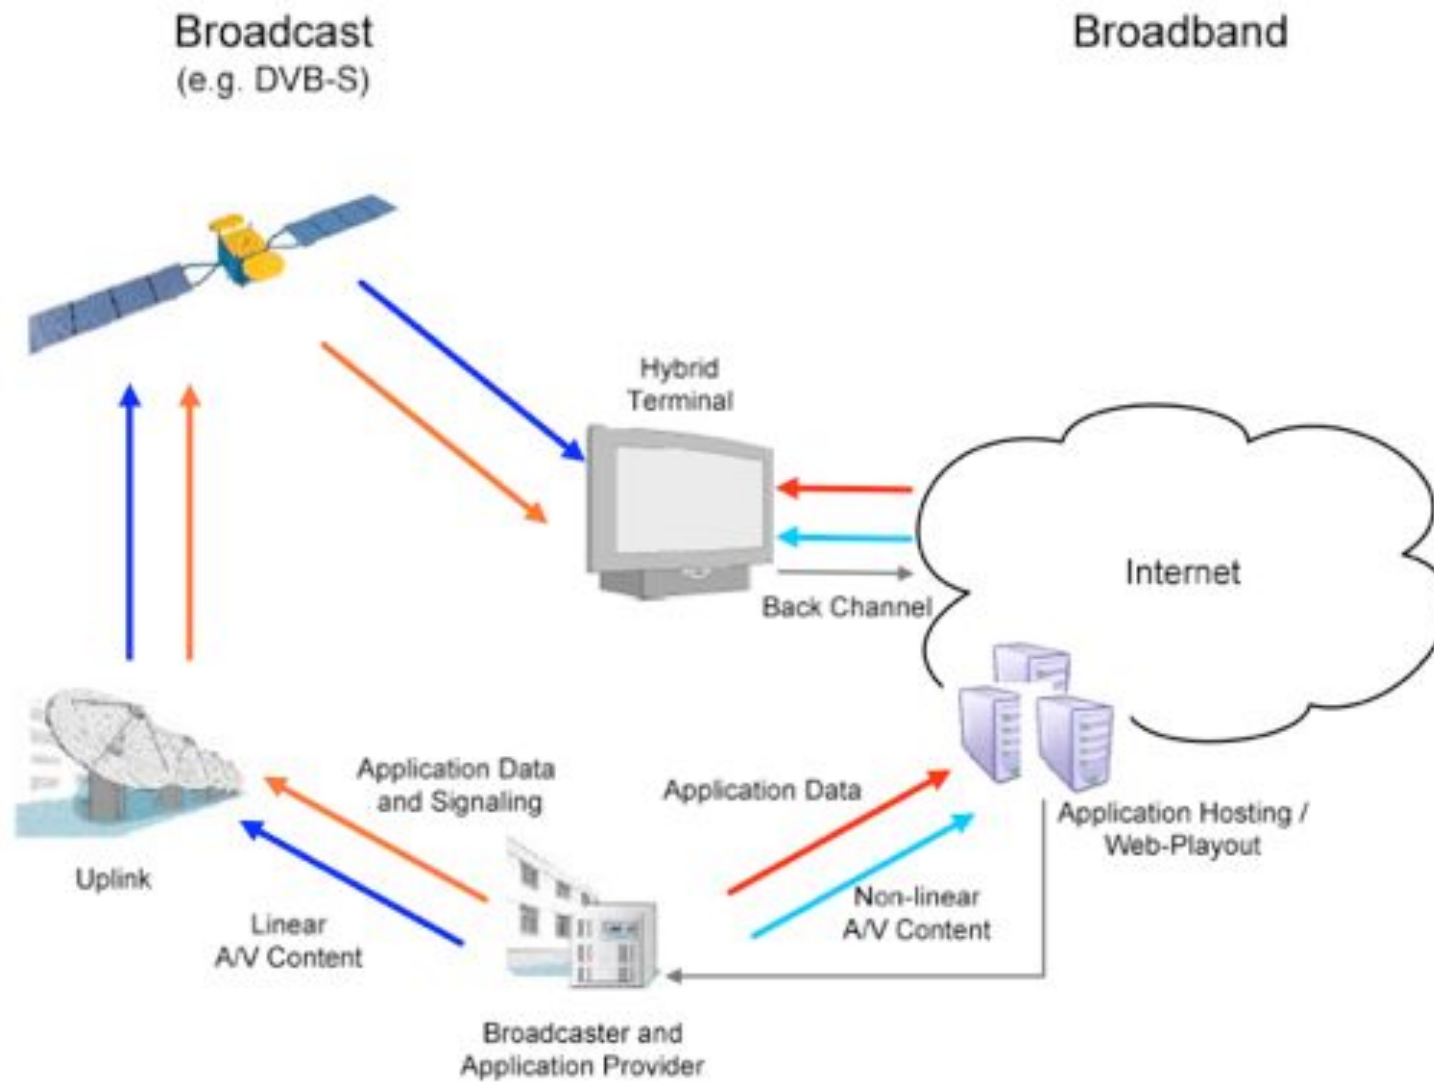 Broadcast
(e.g. DVB-S)
Broadband
Hybrid
Terminal
Internet
Back Channel
Application Data
and Signaling
Application Data
Application Hosting /
Web-Playout
Uplink
Linear
A/V Content
Non-linear
A/V Content
Broadcaster and
Application Provider